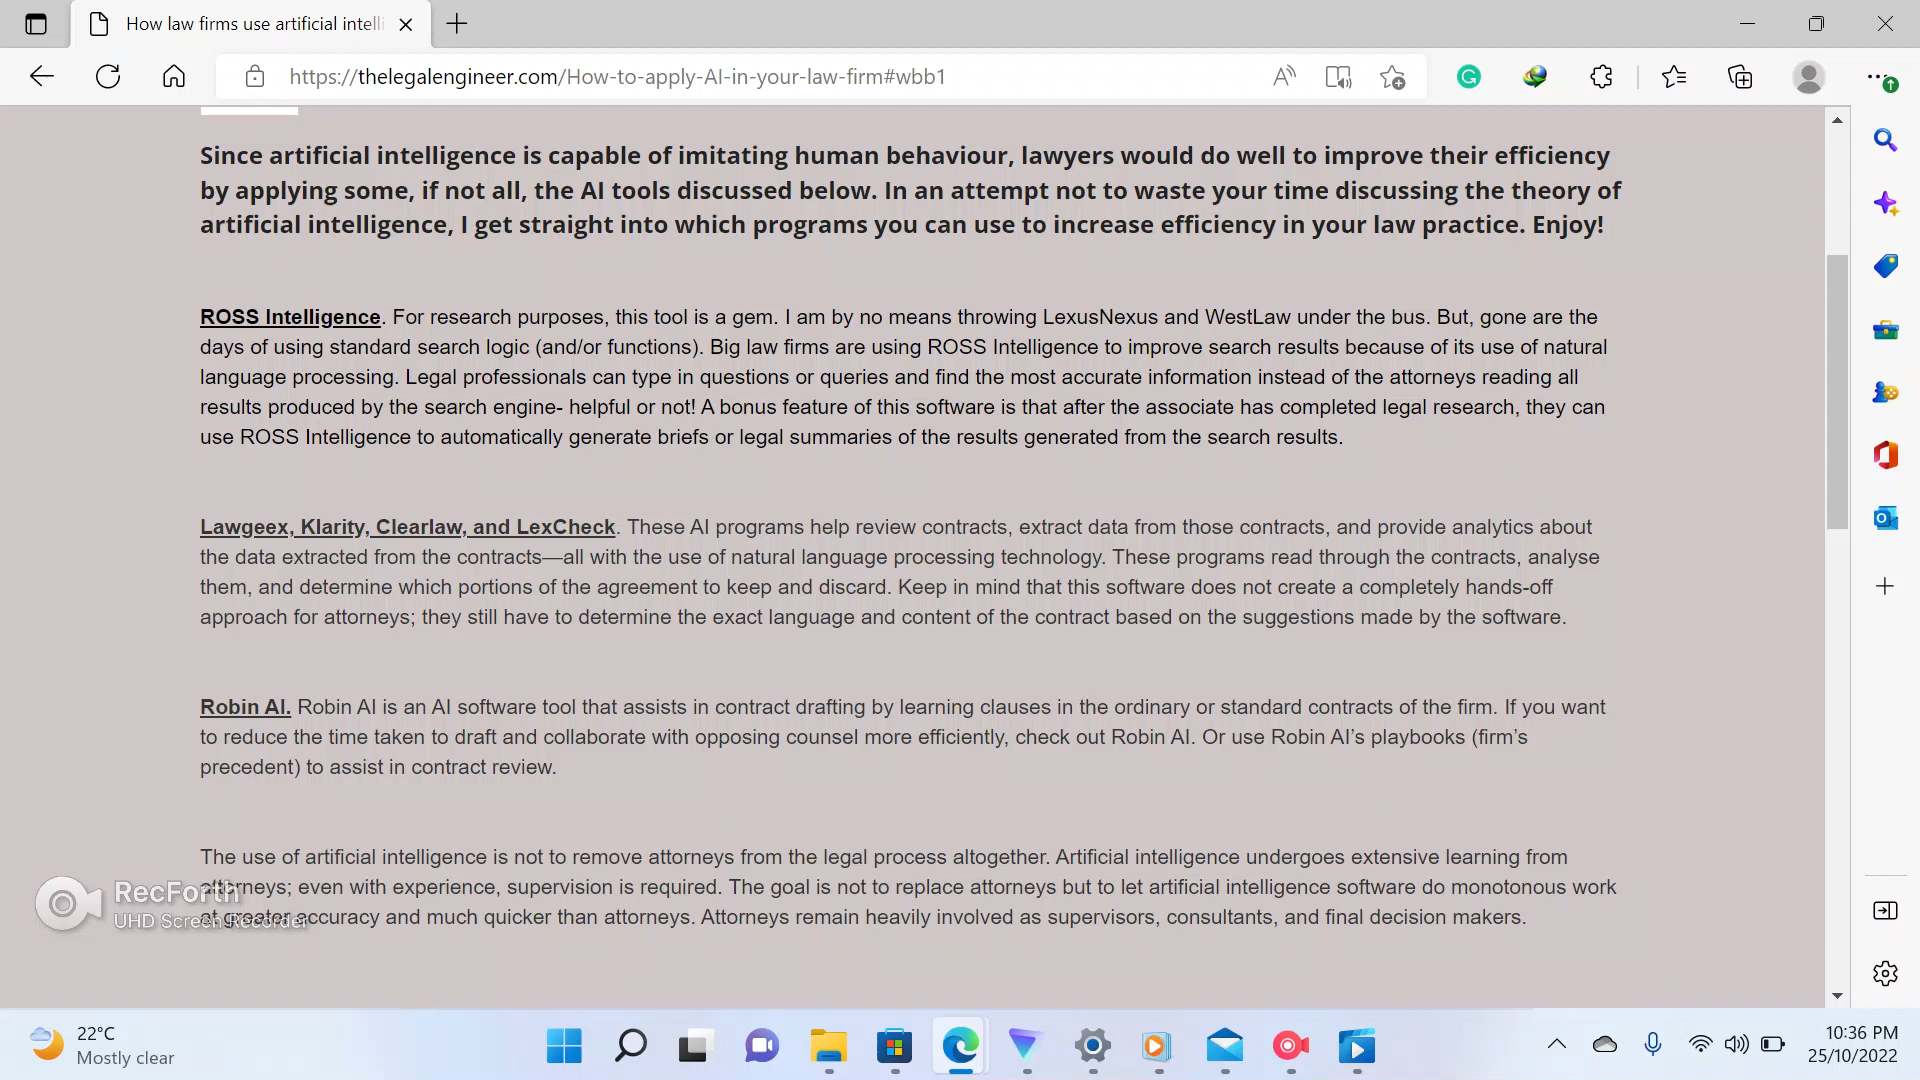 How law firms use artificial intelli
https://thelegalengineer.com/How-to-apply-AI-in-your-law-firm#wbb1
Since artificial intelligence is capable of imitating human behaviour, lawyers would do well to improve their efficiency
by applying some, if not all, the AI tools discussed below. In an attempt not to waste your time discussing the theory of
artificial intelligence, I get straight into which programs you can use to increase efficiency in your law practice. Enjoy!
ROSS Intelligence. For research purposes, this tool is a gem. I am by no means throwing LexusNexus and WestLaw under the bus. But, gone are the
days of using standard search logic (and/or functions). Big law firms are using ROSS Intelligence to improve search results because of its use of natural
language processing. Legal professionals can type in questions or queries and find the most accurate information instead of the attorneys reading all
results produced by the search engine- helpful or not! A bonus feature of this software is that after the associate has completed legal research, they can
use ROSS Intelligence to automatically generate briefs or legal summaries of the results generated from the search results.
Lawgeex, Klarity, Clearlaw, and LexCheck. These AI programs help review contracts, extract data from those contracts, and provide analytics about
the data extracted from the contracts—all with the use of natural language processing technology. These programs read through the contracts, analyse
them, and determine which portions of the agreement to keep and discard. Keep in mind that this software does not create a completely hands-off
approach for attorneys; they still have to determine the exact language and content of the contract based on the suggestions made by the software.
Robin AI. Robin AI is an AI software tool that assists in contract drafting by learning clauses in the ordinary or standard contracts of the firm. If you want
to reduce the time taken to draft and collaborate with opposing counsel more efficiently, check out Robin AI. Or use Robin AI's playbooks (firm's
precedent) to assist in contract review.
The use of artificial intelligence is not to remove attorneys from the legal process altogether. Artificial intelligence undergoes extensive learning from
attorneys; even with experience, supervision is required. The goal is not to replace attorneys but to let artificial intelligence software do monotonous work
at greater accuracy and much quicker than attorneys. Attorneys remain heavily involved as supervisors, consultants, and final decision makers.
RecForth
UHD Screen Recorder
22°C
Mostly clear
10:36 PM
25/10/2022